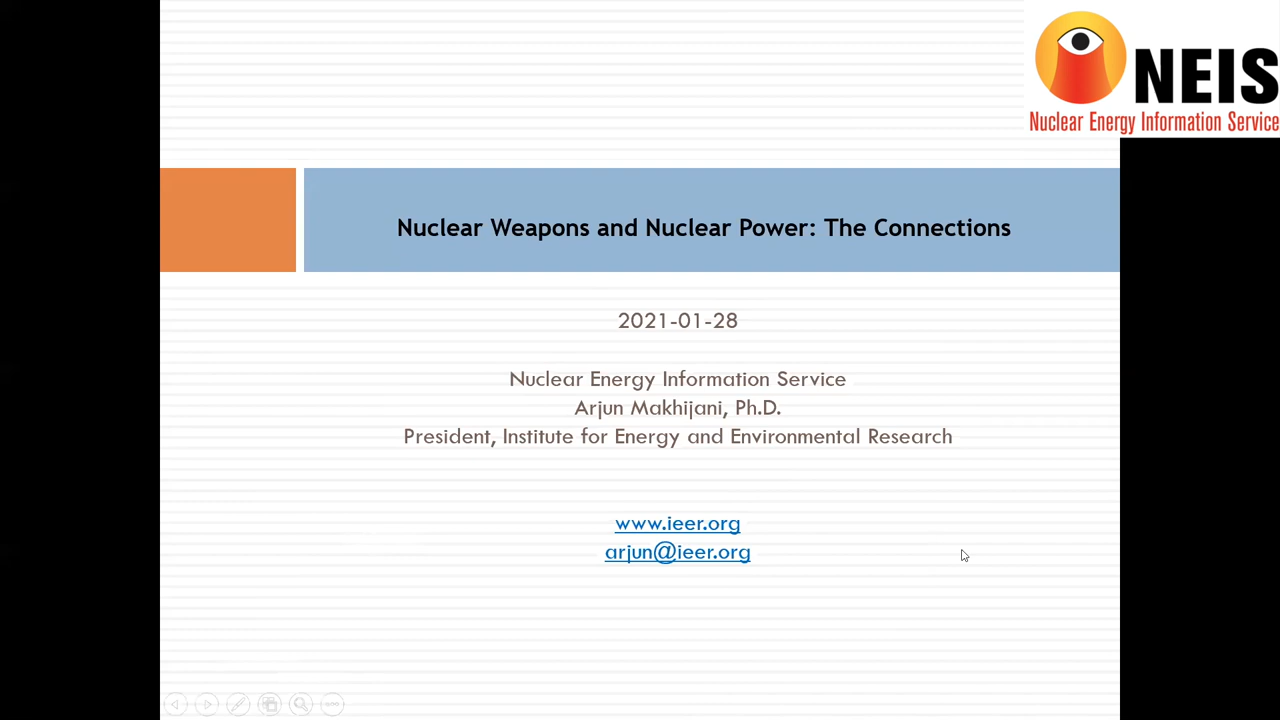 NEIS
Nuclear Energy Information Service
Nuclear Weapons and Nuclear Power: The Connections
2021-01-28
Nuclear Energy Information Service
Arjun Makhijani, Ph.D.
President, Institute for Energy and Environmental Research
www.ieer.org
arjun@ieer.org